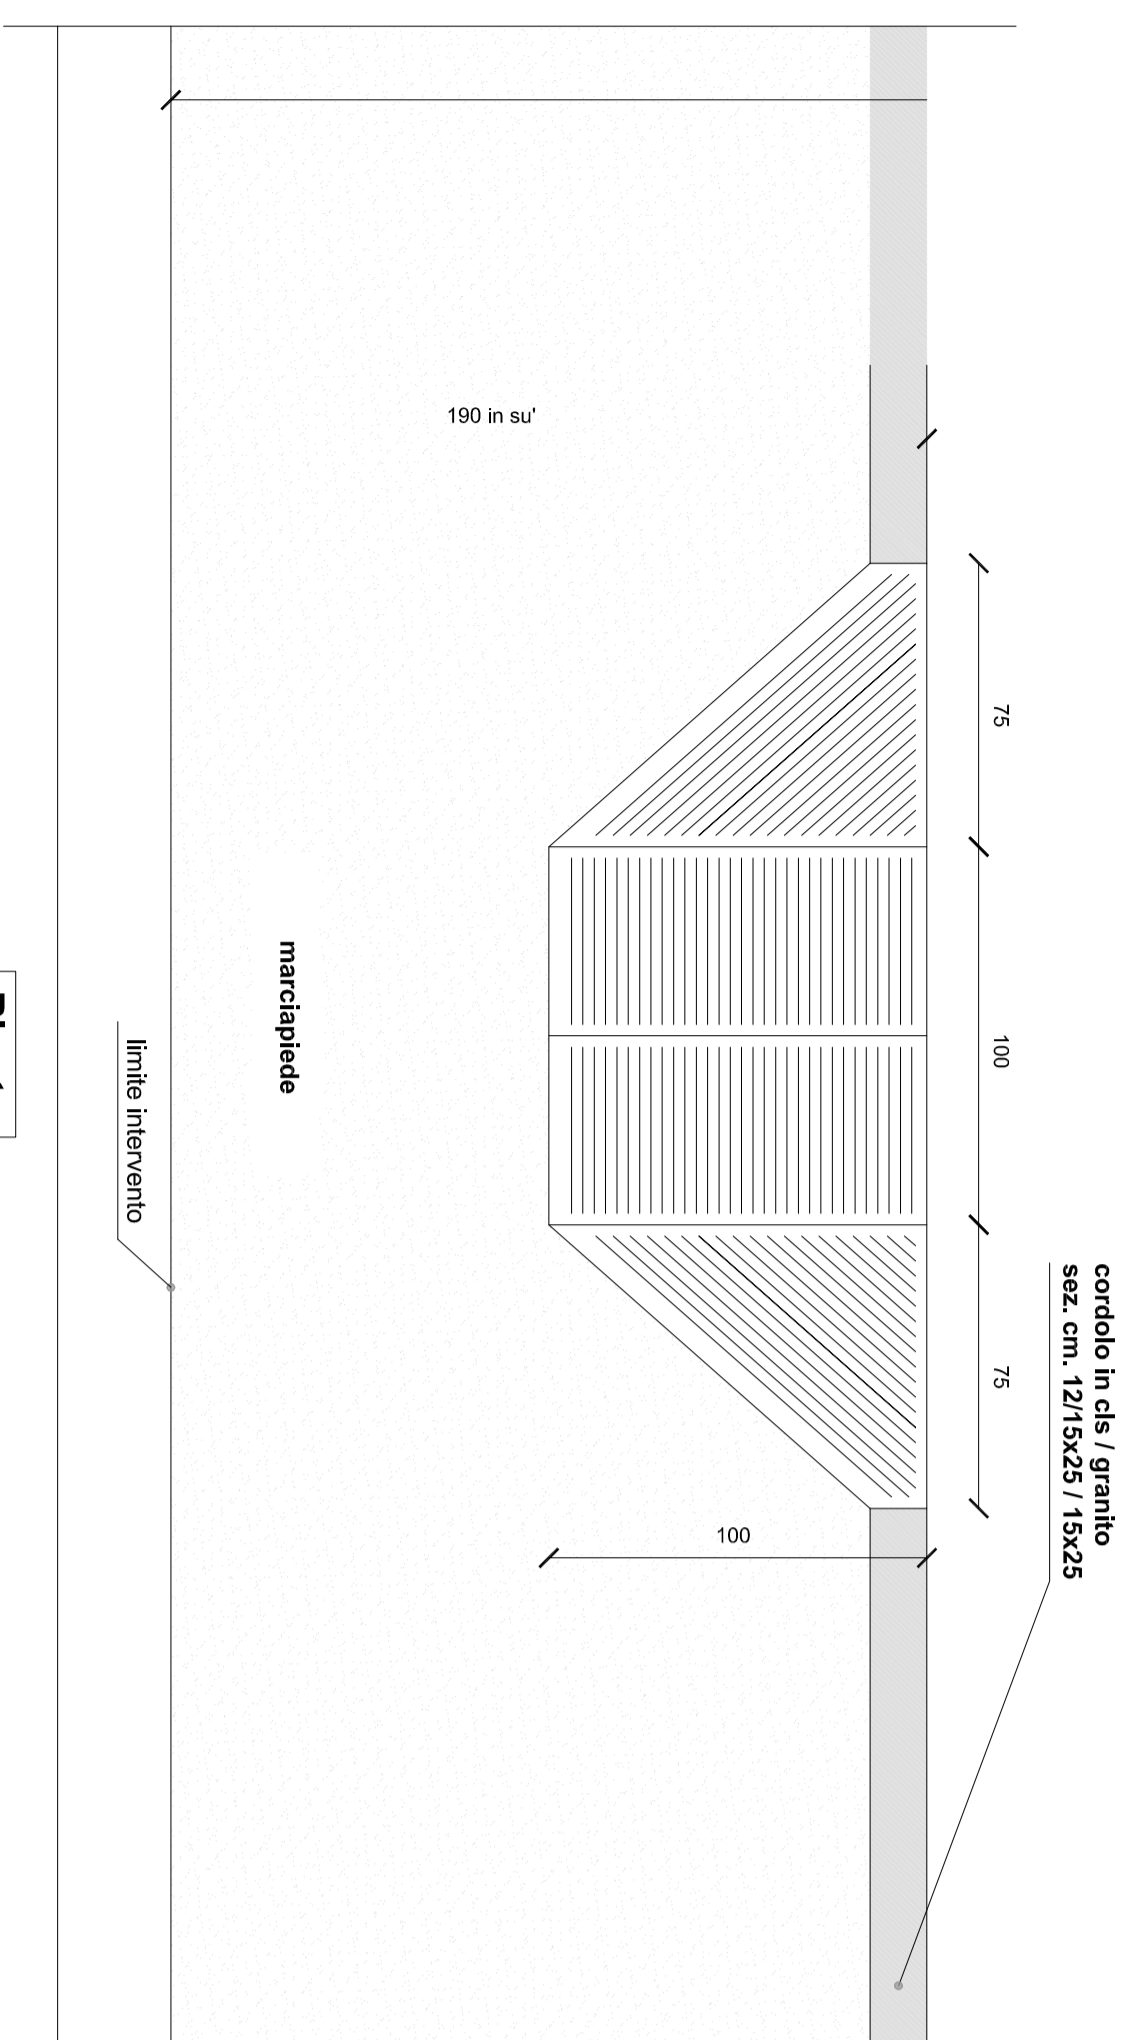 cordolo in cls / granito
sez. cm. 12/15x25 / 15x25
75
100
75
190 in su'
100
marciapiede
limite intervento